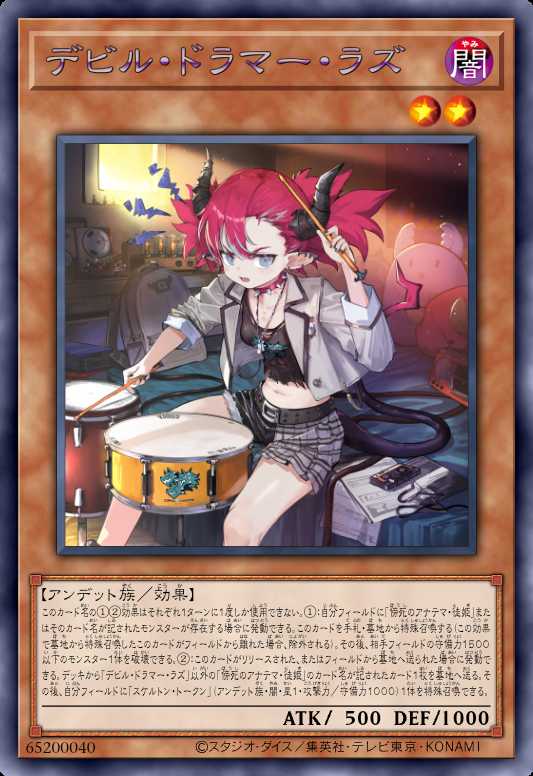 デビル・ドラマー・ラズ
闇
【アンデット族/効果】
このカード名の①②の効果はそれぞれ1ターンに1度しか使用できない。①:自分フィールドに「傍死のアナテマ・徒姫」また
はそのカード名が記されたモンスターが存在する場合に発動できる。このカードを手札・墓地から特殊召喚する(この効果
で墓地から特殊召喚したこのカードがフィールドから離れた場合、除外される)。その後、相手フィールドの守備力1500
以下のモンスター1体を破壊できる。②:このカードがリリースされた、またはフィールドから墓地へ送られた場合に発動で
きる。デッキから「デビル・ドラマー・ラズ」以外の「傍死のアナテマ・徒姫」のカード名が記されたカード1枚を墓地へ送る。そ
の後、自分フィールドに「スケルトン・トークン」(アンデット族・闇・星1・攻撃力/守備力1000)1体を特殊召喚できる。
ATK/ 500 DEF/1000
65200040 ©スタジオ・ダイス/集英社・テレビ東京・KONAMI